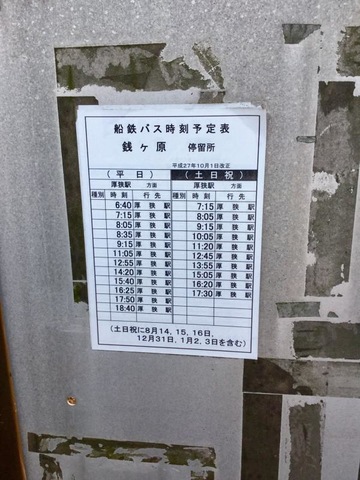 船鉄バス時刻予定表
銭ヶ原 停留所
平成27年10月1日改正
(平日) (土日祝)
厚狭駅 方面 厚狭駅 方面
種別 時刻 行先 種別 時刻 行先
6:40 厚狭駅 7:15 厚狭駅
7:15 厚狭駅 8:05 厚狭駅
8:05 厚狭駅 9:15 厚狭駅
8:35 厚狭駅 10:05 厚狭駅
9:15 厚狭駅 11:20 厚狭駅
11:05 厚狭駅 12:45 厚狭駅
12:55 厚狭駅 13:55 厚狭駅
14:20 厚狭駅 15:05 厚狭駅
15:40 厚狭駅 16:20 厚狭駅
16:25 厚狭駅 17:30 厚狭駅
17:50 厚狭駅
18:40 厚狭駅
(土日祝に8月14, 15, 16日,
12月31日, 1月2, 3日を含む)